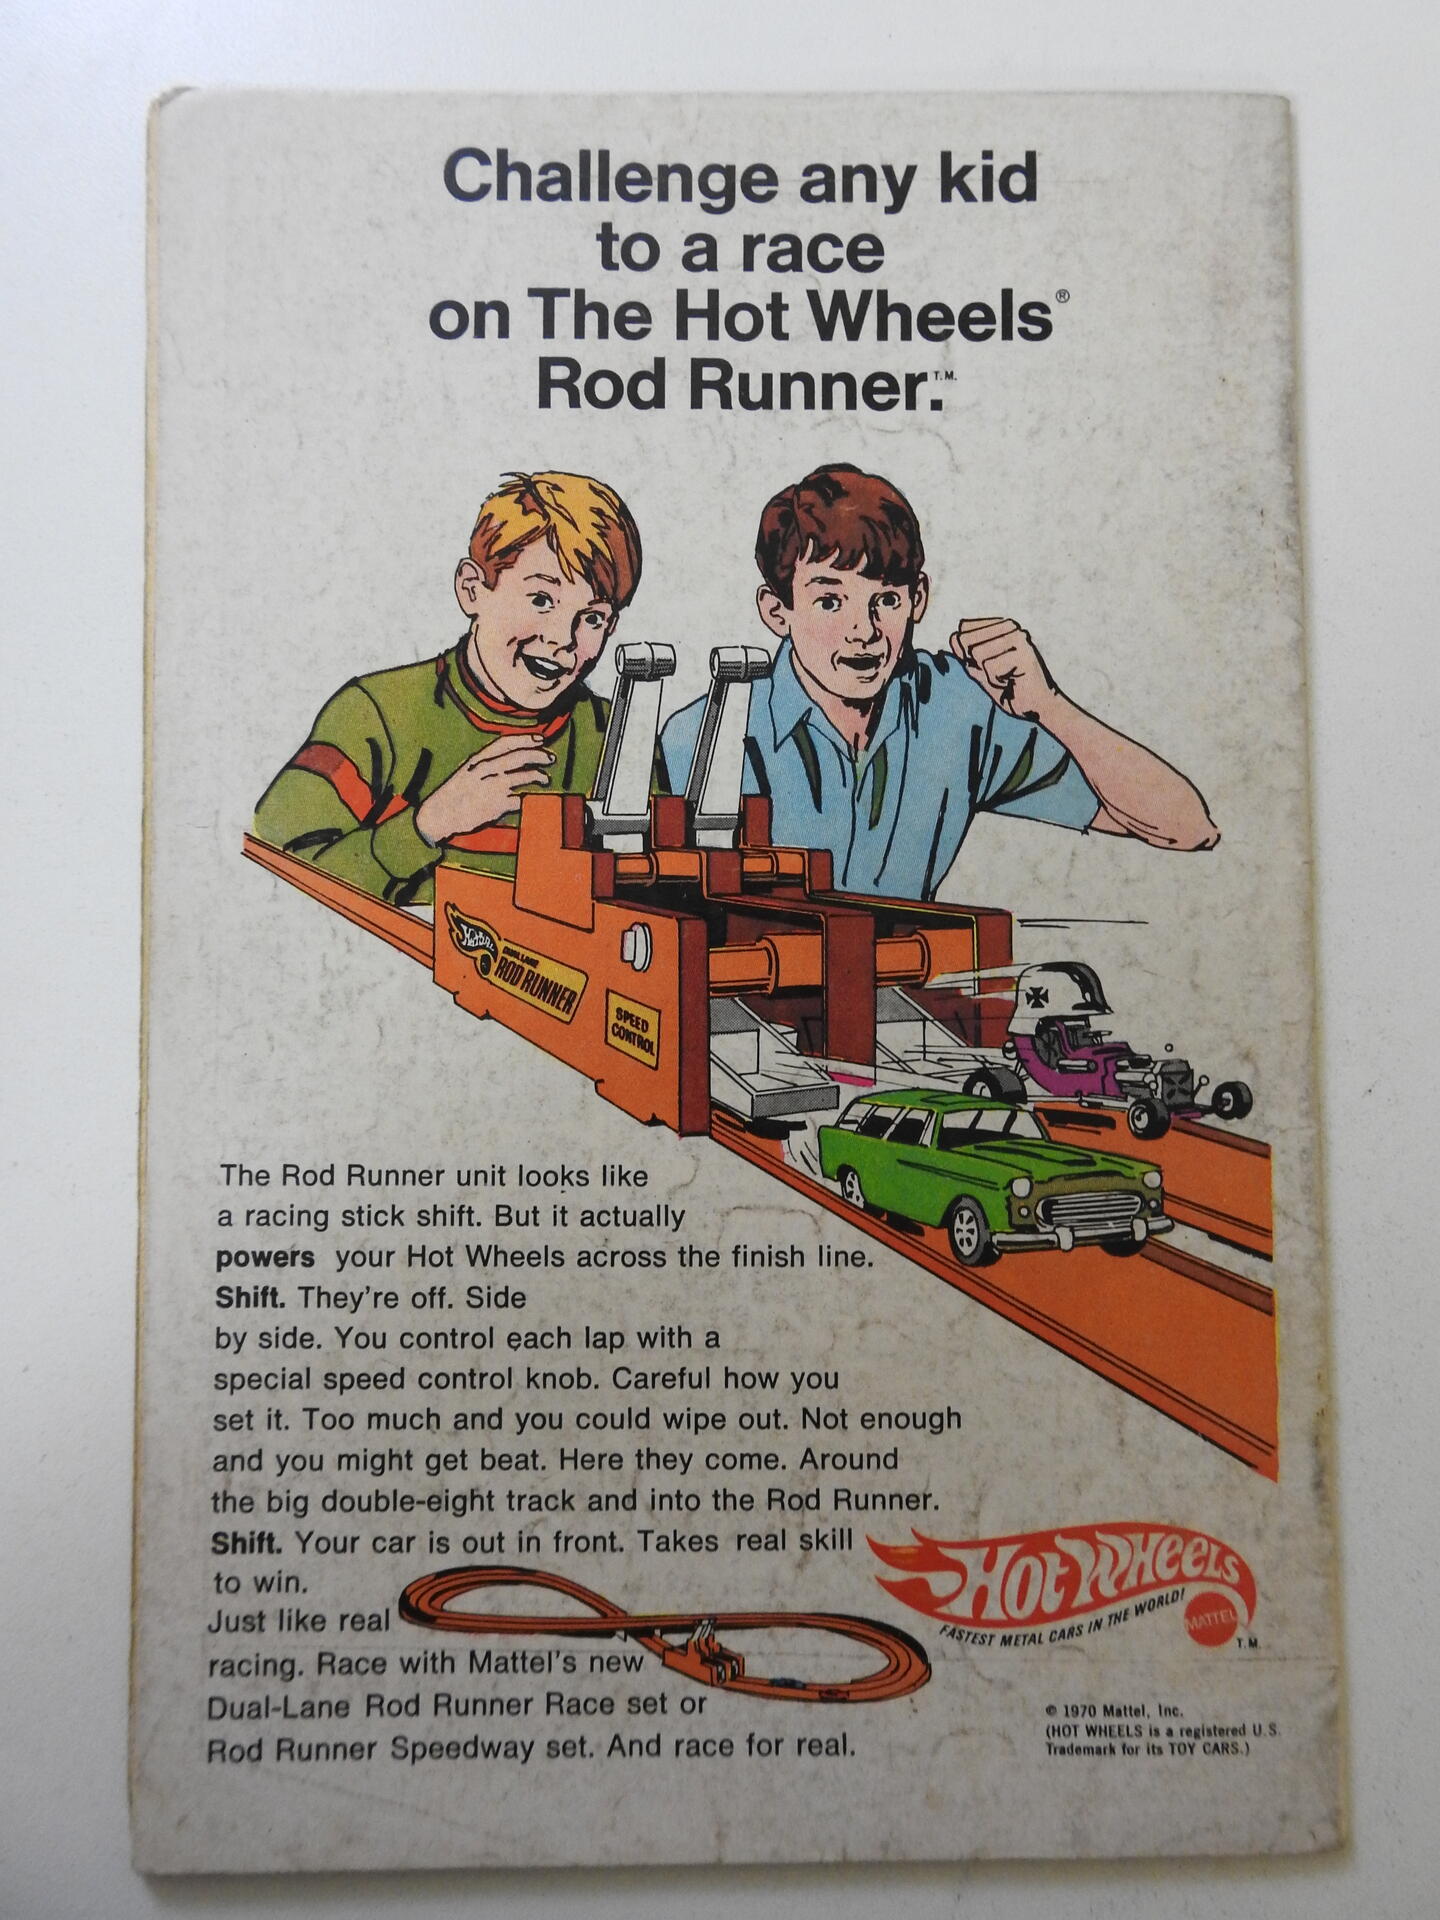 Challenge any kid
to a race
on The Hot Wheels®
Rod Runner.T.M.
Hot Wheels
DUAL LANE
ROD RUNNER
SPEED
CONTROL
The Rod Runner unit looks like
a racing stick shift. But it actually
powers your Hot Wheels across the finish line.
Shift. They're off. Side
by side. You control each lap with a
special speed control knob. Careful how you
set it. Too much and you could wipe out. Not enough
and you might get beat. Here they come. Around
the big double-eight track and into the Rod Runner.
Shift. Your car is out in front. Takes real skill
to win.
Just like real
racing. Race with Mattel's new
Dual-Lane Rod Runner Race set or
Rod Runner Speedway set. And race for real.
HOT WHEELS
FASTEST METAL CARS IN THE WORLD!
MATTEL
T.M.
© 1970 Mattel, Inc.
(HOT WHEELS is a registered U.S.
Trademark for its TOY CARS.)